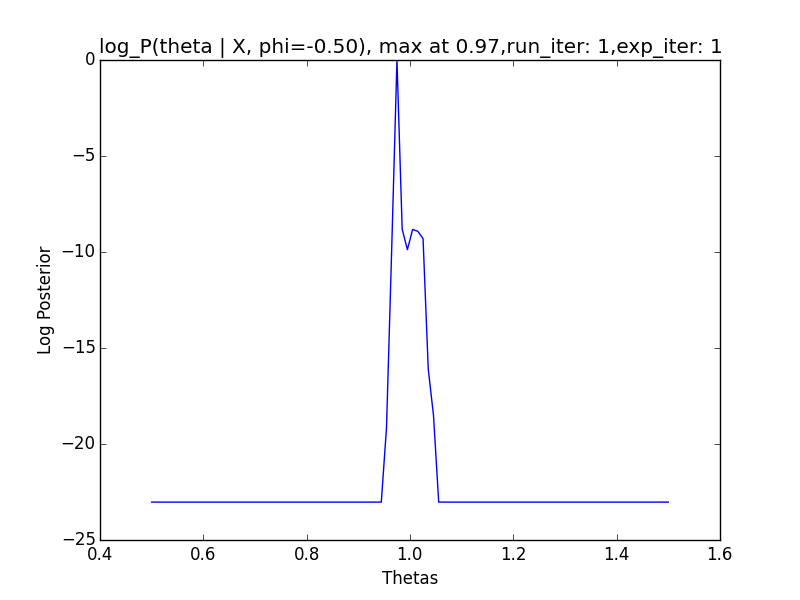 log_P(theta | X, phi=-0.50), max at 0.97,run_iter: 1,exp_iter: 1
0
−5
−10
−15
−20
−25
Log Posterior
0.4 0.6 0.8 1.0 1.2 1.4 1.6
Thetas